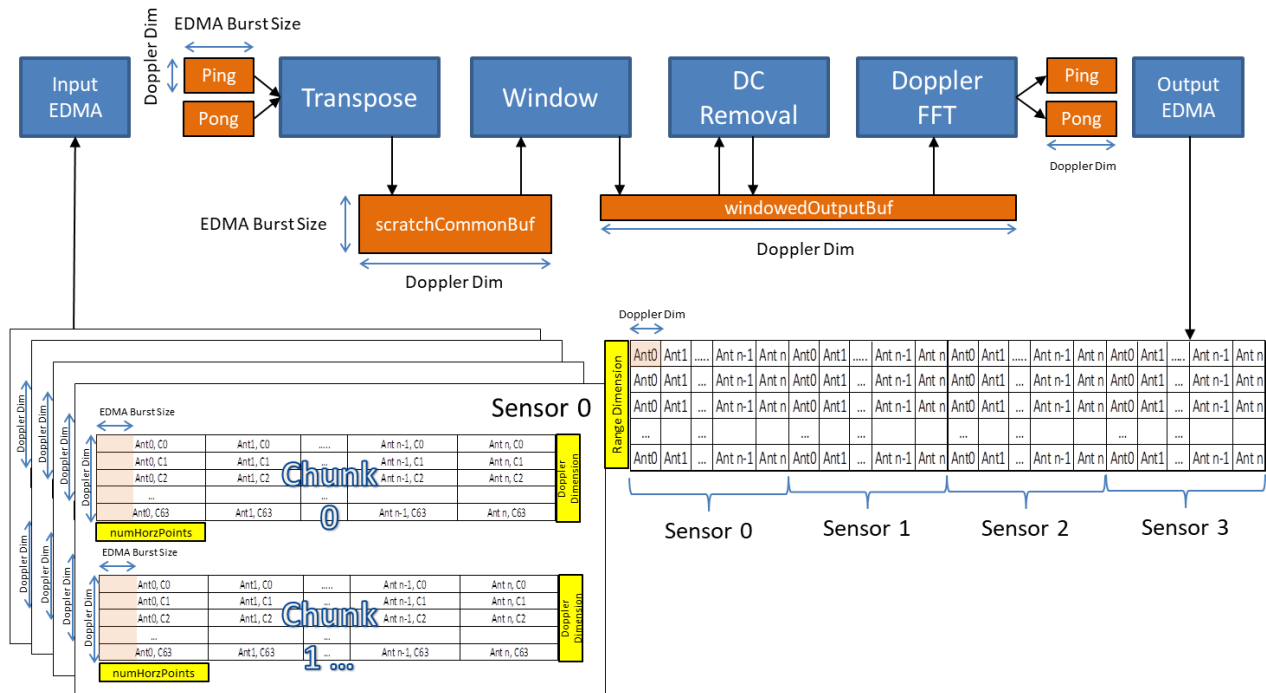 EDMA Burst Size
Doppler Dim
Input
EDMA
Ping
Pong
Transpose
Window
DC
Removal
Doppler
FFT
Ping
Pong
Doppler Dim
Output
EDMA
EDMA Burst Size
scratchCommonBuf
Doppler Dim
windowedOutputBuf
Doppler Dim
Doppler Dim
Doppler Dim
Doppler Dim
Doppler Dim
Doppler Dim
Doppler Dim
Sensor 0
EDMA Burst Size
Doppler Dim
Ant0, C0 Ant1, C0 ..... Ant n-1, C0 Ant n, C0
Ant0, C1 Ant1, C1 ... Ant n-1, C1 Ant n, C1
Ant0, C2 Ant1, C2 Ant n-1, C2 Ant n, C2
... ...
Ant0, C63 Ant1, C63 Ant n-1, C63 Ant n, C63
Chunk
0
Doppler
Dimension
numHorzPoints
EDMA Burst Size
Doppler Dim
Ant0, C0 Ant1, C0 ..... Ant n-1, C0 Ant n, C0
Ant0, C1 Ant1, C1 ... Ant n-1, C1 Ant n, C1
Ant0, C2 Ant1, C2 Ant n-1, C2 Ant n, C2
... ...
Ant0, C63 Ant1, C63 ... Ant n-1, C63 Ant n, C63
Chunk
1 ...
Doppler
Dimension
numHorzPoints
Doppler Dim
Range Dimension
Ant0 Ant1 ..... Ant n-1 Ant n Ant0 Ant1 ..... Ant n-1 Ant n Ant0 Ant1 ..... Ant n-1 Ant n Ant0 Ant1 ..... Ant n-1 Ant n
Ant0 Ant1 ... Ant n-1 Ant n Ant0 Ant1 ... Ant n-1 Ant n Ant0 Ant1 ... Ant n-1 Ant n Ant0 Ant1 ... Ant n-1 Ant n
Ant0 Ant1 ... Ant n-1 Ant n Ant0 Ant1 ... Ant n-1 Ant n Ant0 Ant1 ... Ant n-1 Ant n Ant0 Ant1 ... Ant n-1 Ant n
... ... ... ... ... ... ... ...
Ant0 Ant1 ... Ant n-1 Ant n Ant0 Ant1 ... Ant n-1 Ant n Ant0 Ant1 ... Ant n-1 Ant n Ant0 Ant1 ... Ant n-1 Ant n
Sensor 0
Sensor 1
Sensor 2
Sensor 3